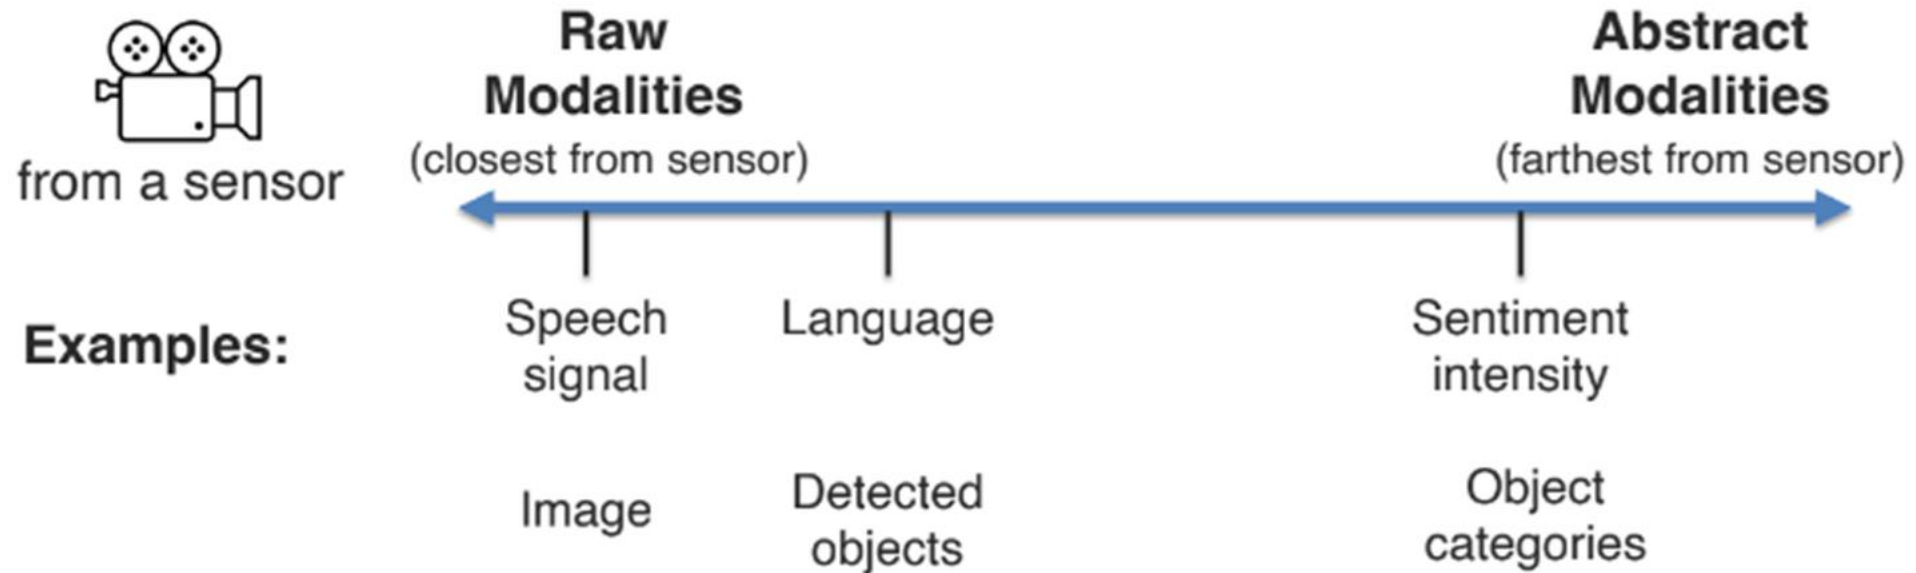 Raw
Modalities
(closest from sensor)
Abstract
Modalities
(farthest from sensor)
from a sensor
Examples:
Speech
signal
Language
Sentiment
intensity
Image
Detected
objects
Object
categories